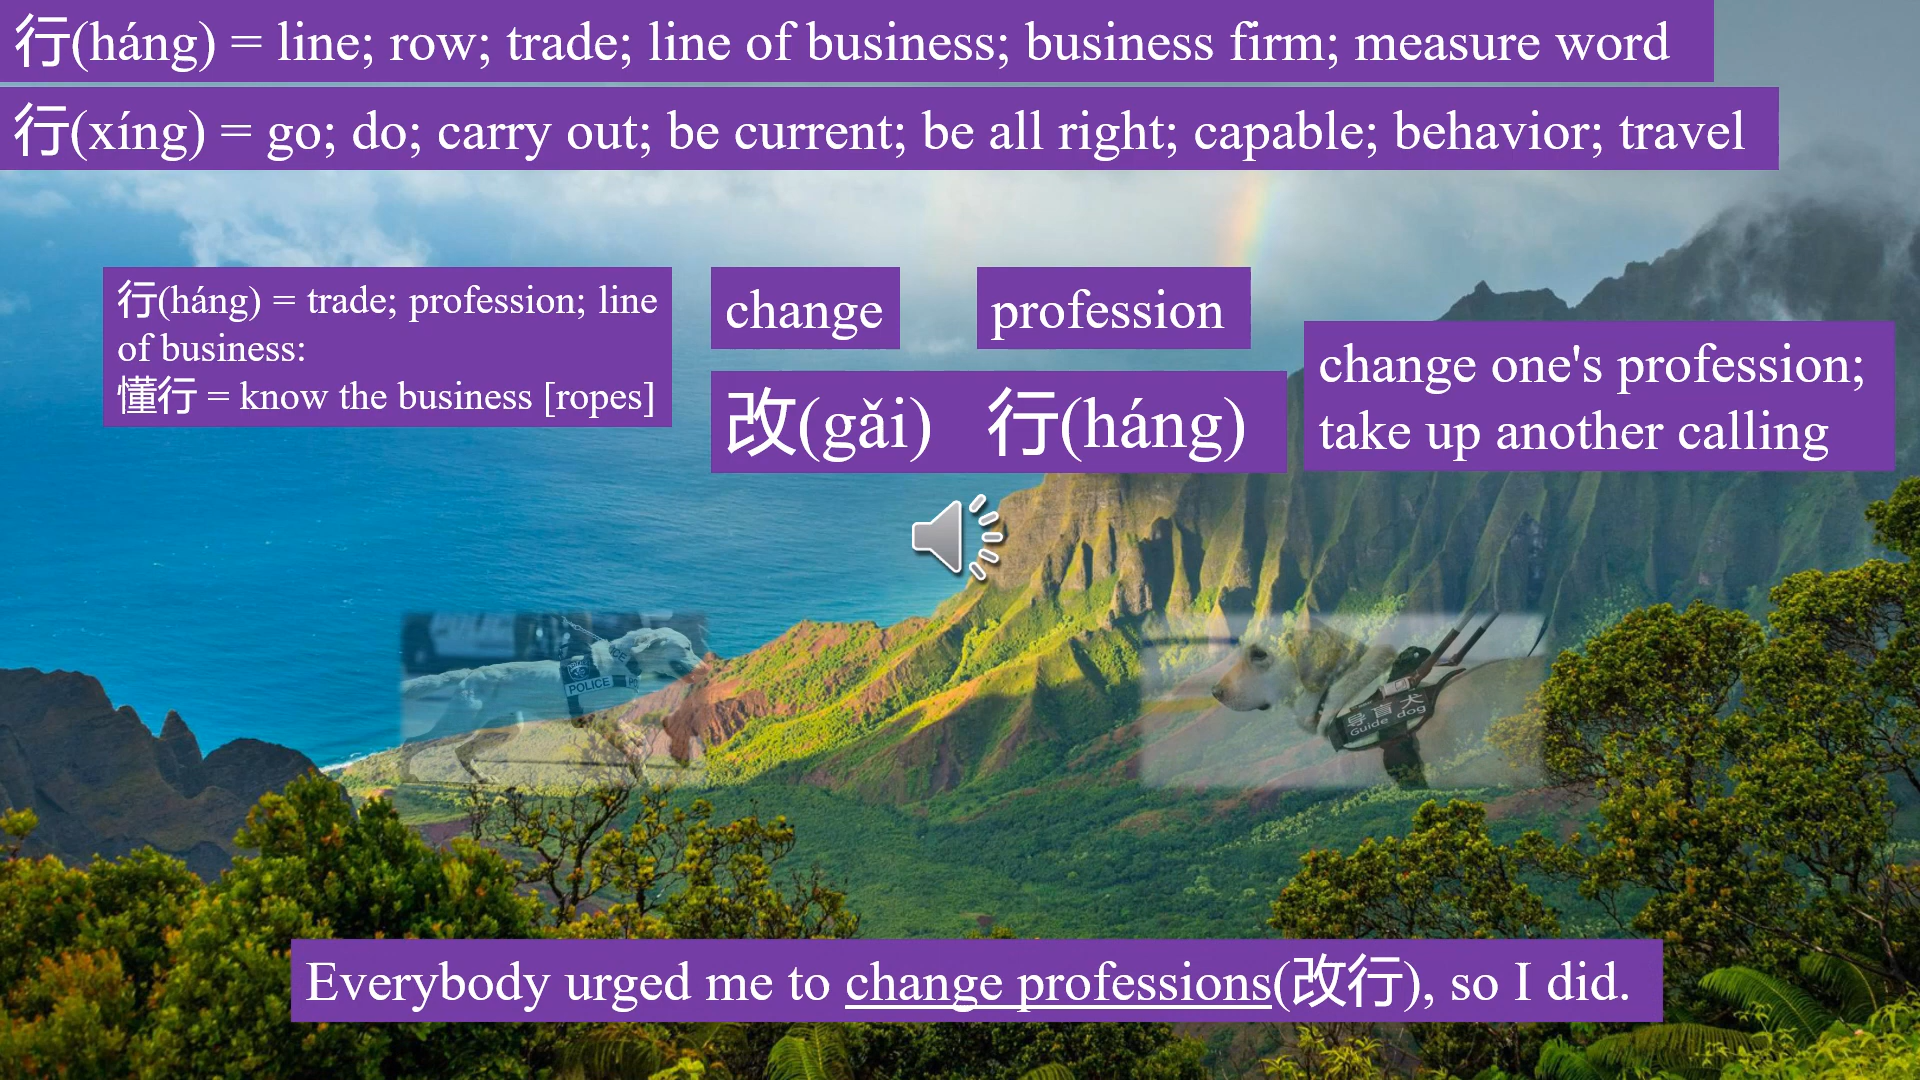 行(háng) = line; row; trade; line of business; business firm; measure word
行(xíng) = go; do; carry out; be current; be all right; capable; behavior; travel
行(háng) = trade; profession; line
of business:
懂行 = know the business [ropes]
change
profession
改(gǎi) 行(háng)
change one's profession;
take up another calling
POLICE
导盲犬
Guide dog
Everybody urged me to change professions(改行), so I did.